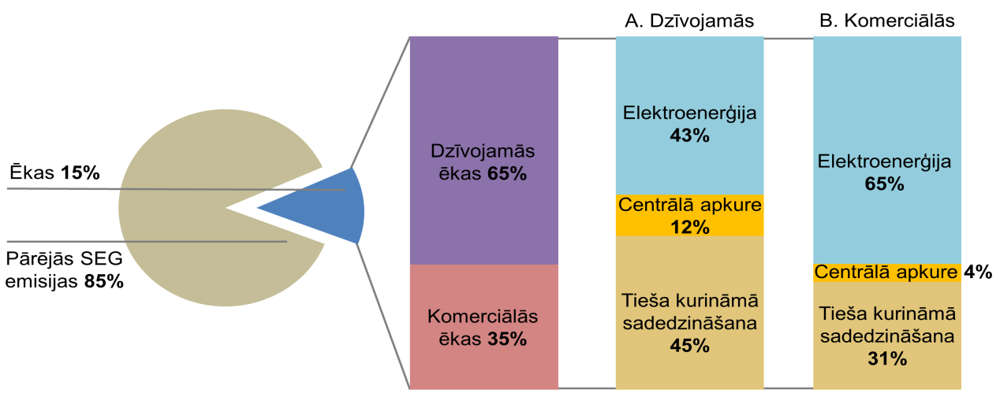 Ēkas 15%
Pārējās SEG
emisijas 85%
Dzīvojamās
ēkas 65%
Komerciālās
ēkas 35%
A. Dzīvojamās
Elektroenerģija
43%
Centrālā apkure
12%
Tieša kurināmā
sadedzināšana
45%
B. Komerciālās
Elektroenerģija
65%
Centrālā apkure 4%
Tieša kurināmā
sadedzināšana
31%